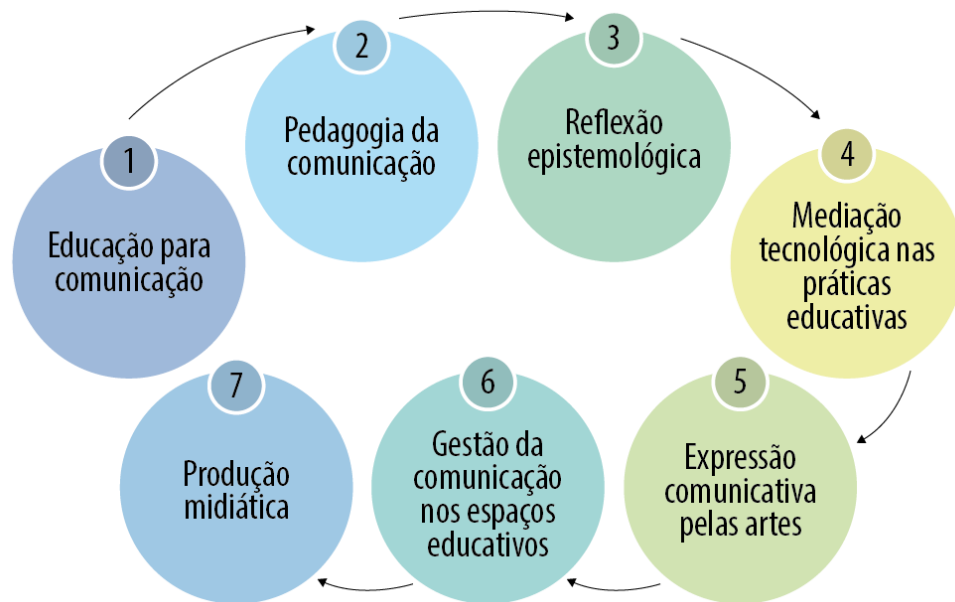 1
Educação para
comunicação
2
Pedagogia da
comunicação
3
Reflexão
epistemológica
4
Mediação
tecnológica nas
práticas
educativas
5
Expressão
comunicativa
pelas artes
6
Gestão da
comunicação
nos espaços
educativos
7
Produção
midiática